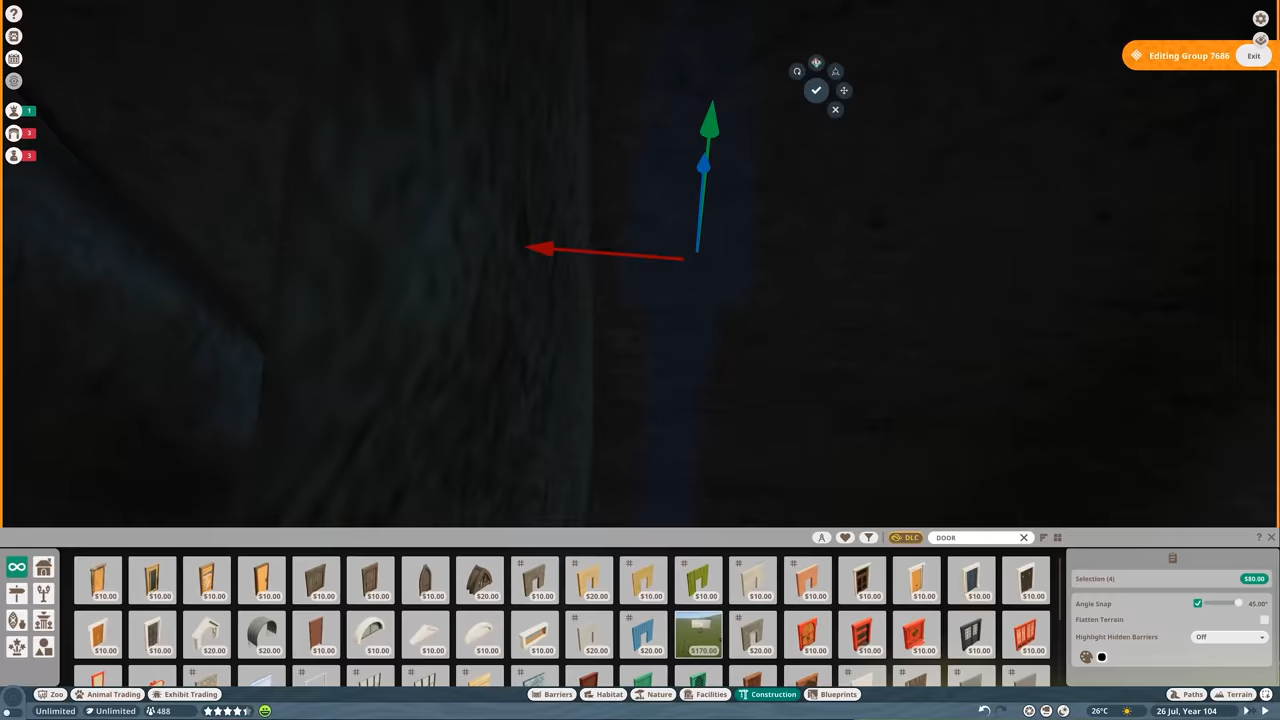 Editing Group 7686
Exit
1
3
3
DLC
DOOR
?
$10.00 $10.00 $10.00 $10.00 $10.00 $10.00 $10.00 $20.00 $10.00 $20.00 $10.00 $10.00 $10.00 $10.00 $10.00 $10.00 $10.00 $10.00
$10.00 $10.00 $20.00 $20.00 $10.00 $10.00 $10.00 $10.00 $10.00 $20.00 $20.00 $170.00 $20.00 $10.00 $10.00 $10.00 $10.00 $10.00
Selection (4)
$80.00
Angle Snap
45.00°
Flatten Terrain
Highlight Hidden Barriers
Off
Zoo
Animal Trading
Exhibit Trading
Barriers
Habitat
Nature
Facilities
Construction
Blueprints
Paths
Terrain
Unlimited
Unlimited
488
26°C
26 Jul, Year 104